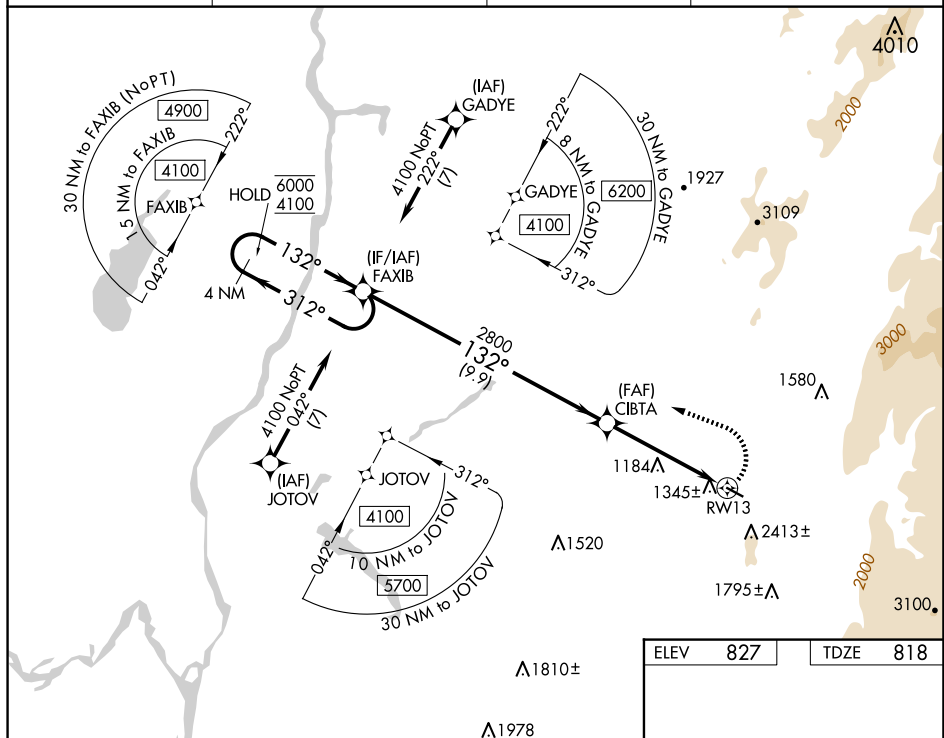 4010
2000
30 NM to FAXIB (NoPT)
4900
222°
5 NM to FAXIB
4100
FAXIB
042°
HOLD
6000
4100
(IAF)
GADYE
4100 NoPT
222°
(7)
222°
30 NM to GADYE
8 NM to GADYE
GADYE
6200
4100
312°
1927
3109
132°
(IF/IAF)
FAXIB
4 NM
312°
2800
132°
(9.9)
3000
1580
4100 NoPT
042°
(7)
(FAF)
CIBTA
(IAF)
JOTOV
JOTOV
312°
4100
042°
10 NM to JOTOV
5700
30 NM to JOTOV
1184
1345±
RW13
2413±
1520
2000
1795±
3100
ELEV 827
TDZE 818
1810±
1978